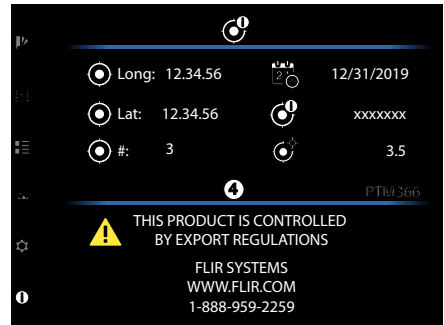 Long: 12.34.56 12/31/2019
Lat: 12.34.56 xxxxxxx
#: 3 3.5
4
PTM366
THIS PRODUCT IS CONTROLLED
BY EXPORT REGULATIONS
FLIR SYSTEMS
WWW.FLIR.COM
1-888-959-2259